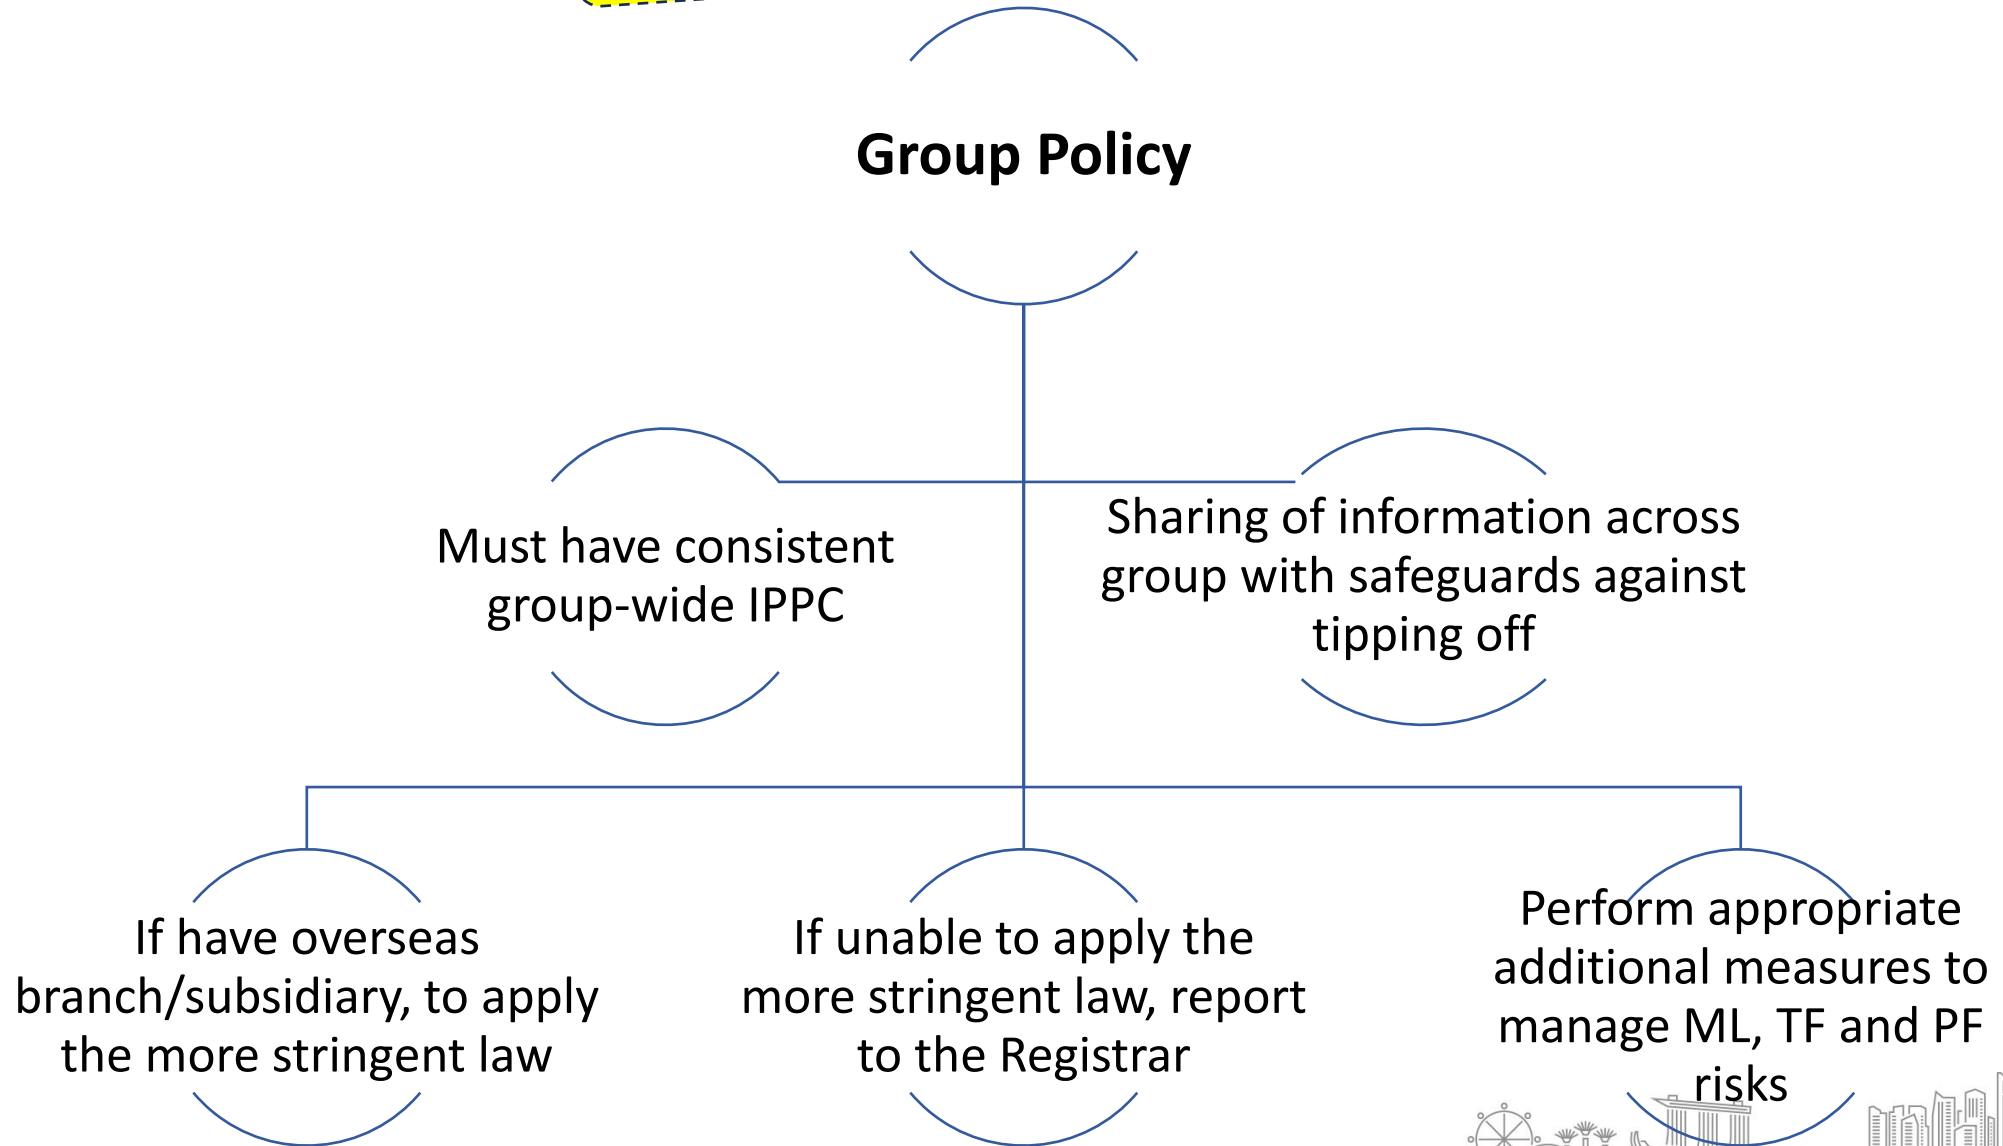 Group Policy
Must have consistent
group-wide IPPC
Sharing of information across
group with safeguards against
tipping off
If have overseas
branch/subsidiary, to apply
the more stringent law
If unable to apply the
more stringent law, report
to the Registrar
Perform appropriate
additional measures to
manage ML, TF and PF
risks